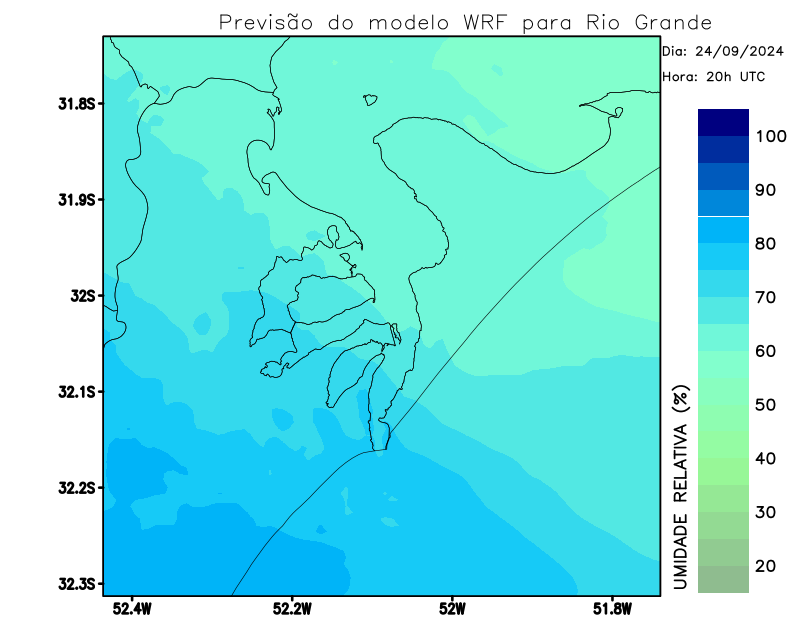 Previsão do modelo WRF para Rio Grande
Dia: 24/09/2024
Hora: 20h UTC
31.8S
31.9S
32S
32.1S
32.2S
32.3S
52.4W
52.2W
52W
51.8W
100
90
80
70
60
50
40
30
20
UMIDADE RELATIVA (%)